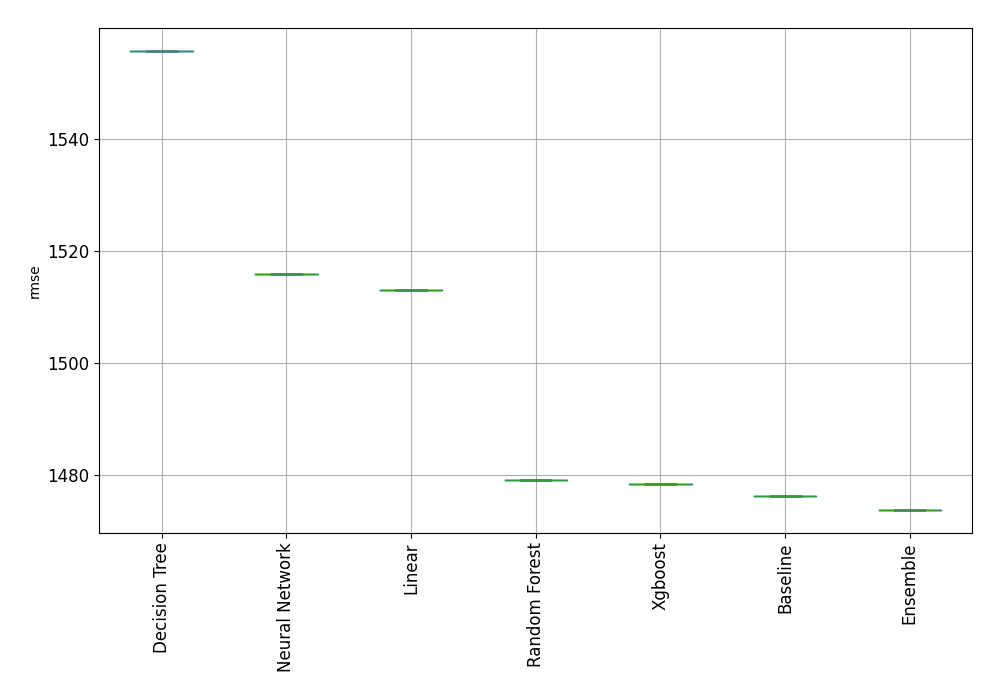 1540
1520
1500
1480
rmse
Decision Tree
Neural Network
Linear
Random Forest
Xgboost
Baseline
Ensemble